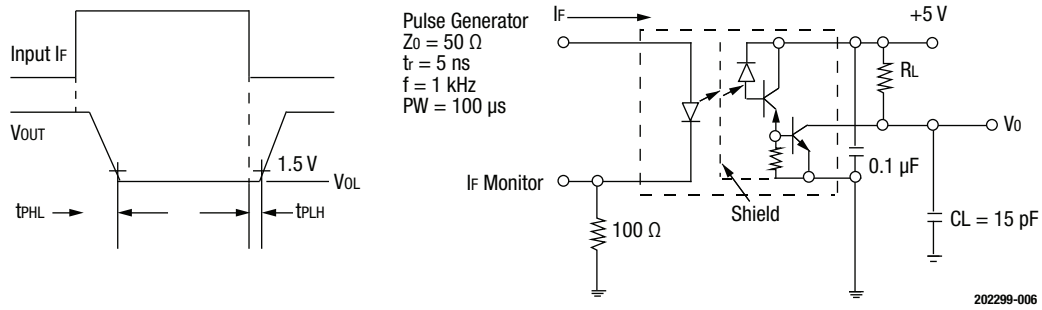 Input IF
VOUT
1.5 V
VOL
tPHL
tPLH
Pulse Generator
Z0 = 50 Ω
tr = 5 ns
f = 1 kHz
PW = 100 µs
IF
+5 V
RL
V0
0.1 µF
IF Monitor
Shield
100 Ω
CL = 15 pF
202299-006